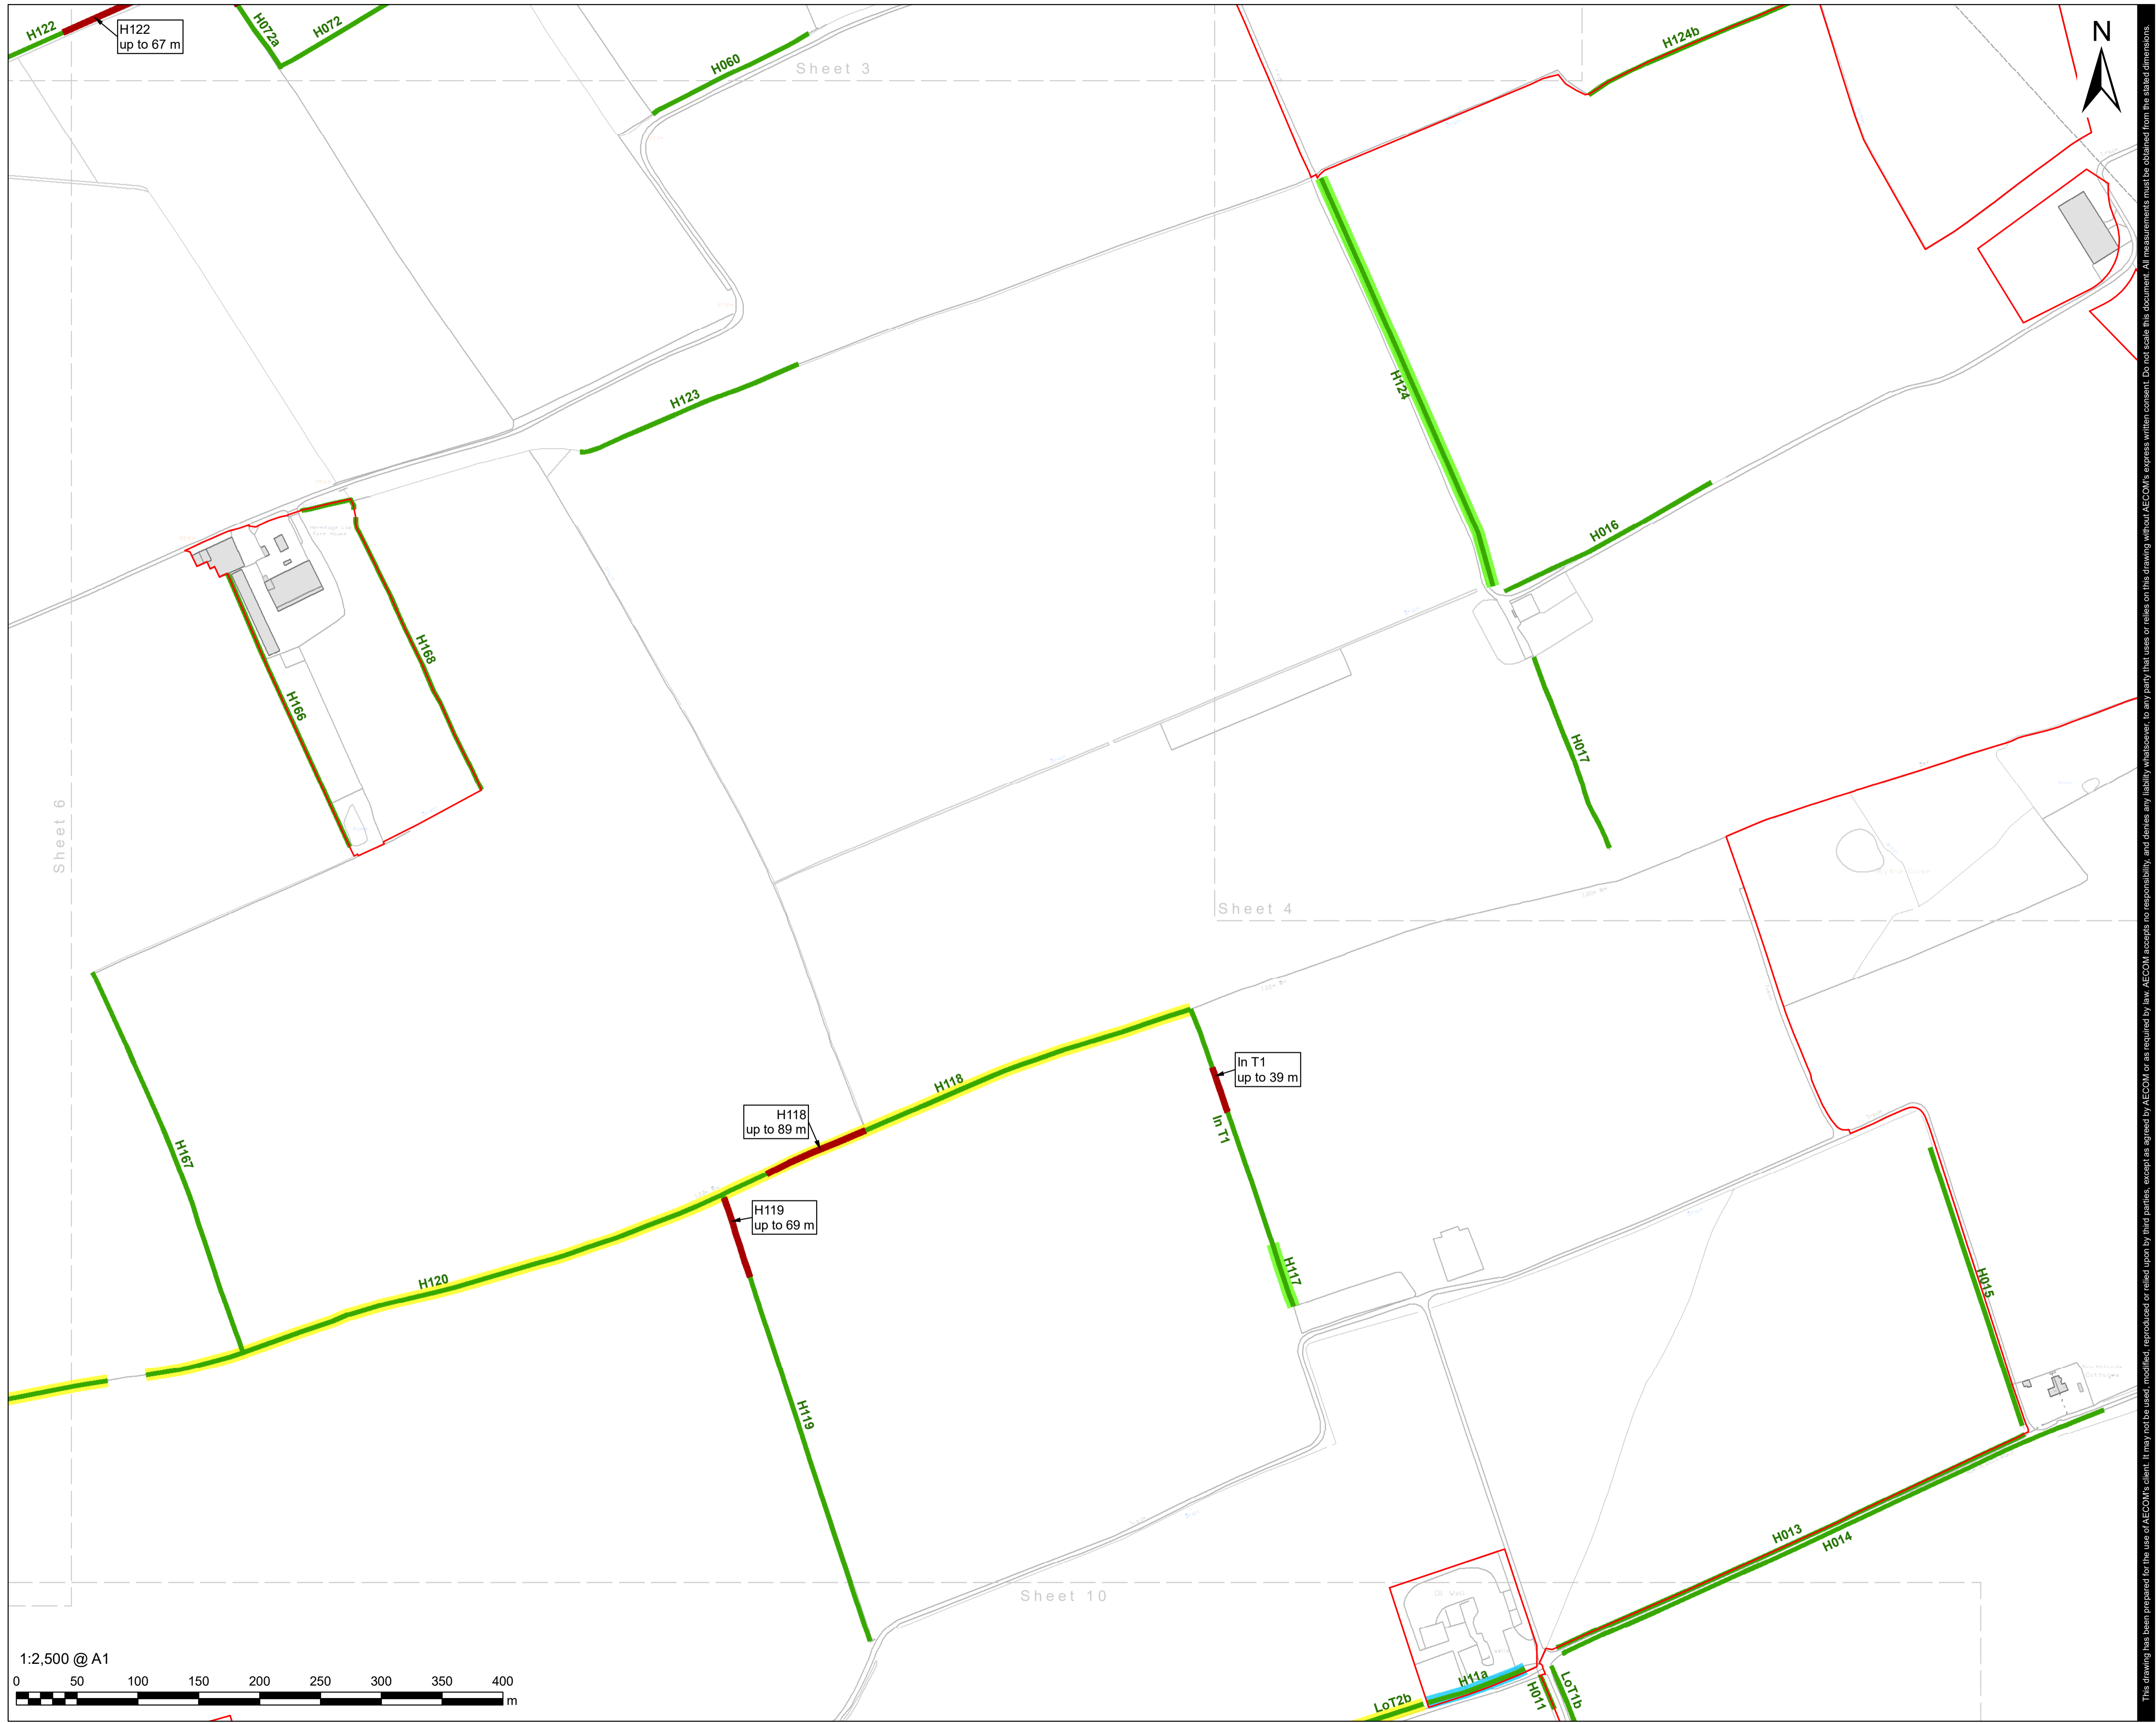 H122
H122
up to 67 m
H072a
H072
H060
Sheet 3
H124b
N
H123
H124
H016
H168
H166
H017
Sheet 6
Sheet 4
In T1
up to 39 m
H118
H118
up to 89 m
In T1
H167
H119
up to 69 m
H120
H117
H015
H119
H013
H014
Sheet 10
H11a
LoT2b
H011
LoT1b
1:2,500 @ A1
0 50 100 150 200 250 300 350 400
m
This drawing has been prepared for the use of AECOM's client. It may not be used, modified, reproduced or relied upon by third parties, except as agreed by AECOM or as required by law. AECOM accepts no responsibility, and denies any liability whatsoever, to any party that uses or relies on this drawing without AECOM's express written consent. Do not scale this document. All measurements must be obtained from the stated dimensions.